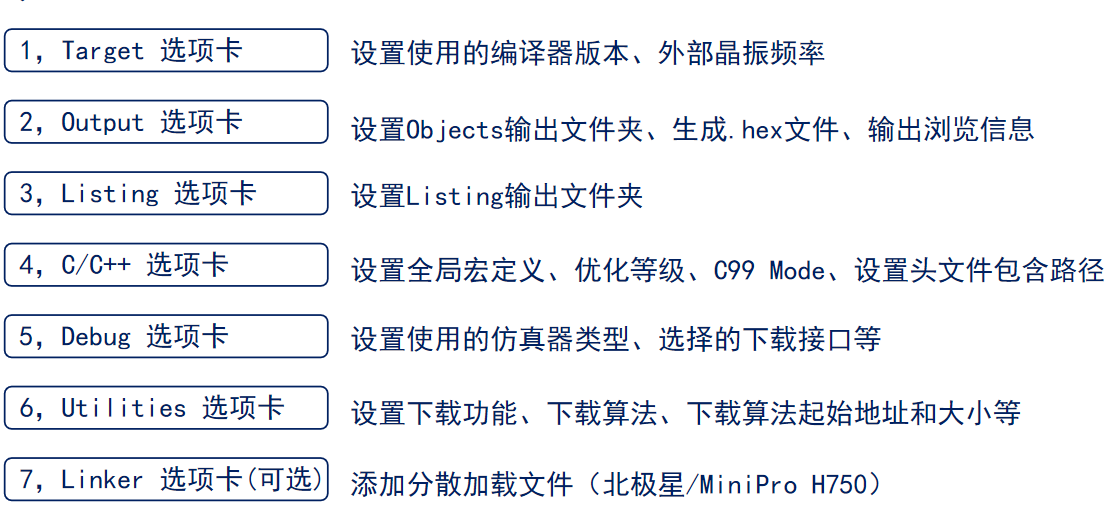 1, Target 选项卡 设置使用的编译器版本、外部晶振频率
2, Output 选项卡 设置Objects输出文件夹、生成.hex文件、输出浏览信息
3, Listing 选项卡 设置Listing输出文件夹
4, C/C++ 选项卡 设置全局宏定义、优化等级、C99 Mode、设置头文件包含路径
5, Debug 选项卡 设置使用的仿真器类型、选择的下载接口等
6, Utilities 选项卡 设置下载功能、下载算法、下载算法起始地址和大小等
7, Linker 选项卡(可选) 添加分散加载文件（北极星/MiniPro H750）